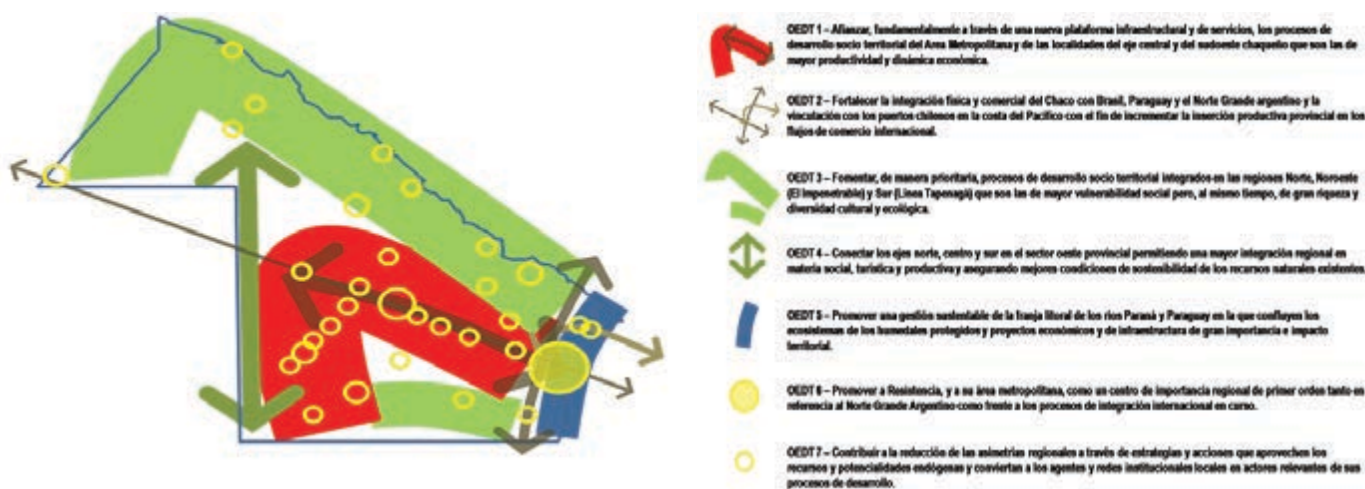 OEDT 1 – Afianzar, fundamentalmente a través de una nueva plataforma infraestructural y de servicios, los procesos de
desarrollo socio territorial del Area Metropolitana y de las localidades del eje central y del sudoeste chaqueño que son las de
mayor productividad y dinámica económica.
OEDT 2 – Fortalecer la integración física y comercial del Chaco con Brasil, Paraguay y el Norte Grande argentino y la
vinculación con los puertos chilenos en la costa del Pacífico con el fin de incrementar la inserción productiva provincial en los
flujos de comercio internacional.
OEDT 3 – Fomentar, de manera prioritaria, procesos de desarrollo socio territorial integrados en las regiones Norte, Noroeste
(El Impenetrable) y Sur (Línea Tapenagá) que son las de mayor vulnerabilidad social pero, al mismo tiempo, de gran riqueza y
diversidad cultural y ecológica.
OEDT 4 – Conectar los ejes norte, centro y sur en el sector oeste provincial permitiendo una mayor integración regional en
materia social, turística y productiva y asegurando mejores condiciones de sostenibilidad de los recursos naturales existentes
OEDT 5 – Promover una gestión sustentable de la franja litoral de los ríos Paraná y Paraguay en la que confluyen los
ecosistemas de los humedales protegidos y proyectos económicos y de infraestructura de gran importancia e impacto
territorial.
OEDT 6 – Promover a Resistencia, y a su área metropolitana, como un centro de importancia regional de primer orden tanto en
referencia al Norte Grande Argentino como frente a los procesos de integración internacional en curso.
OEDT 7 – Contribuir a la reducción de las asimetrías regionales a través de estrategias y acciones que aprovechen los
recursos y potencialidades endógenas y conviertan a los agentes y redes institucionales locales en actores relevantes de sus
procesos de desarrollo.